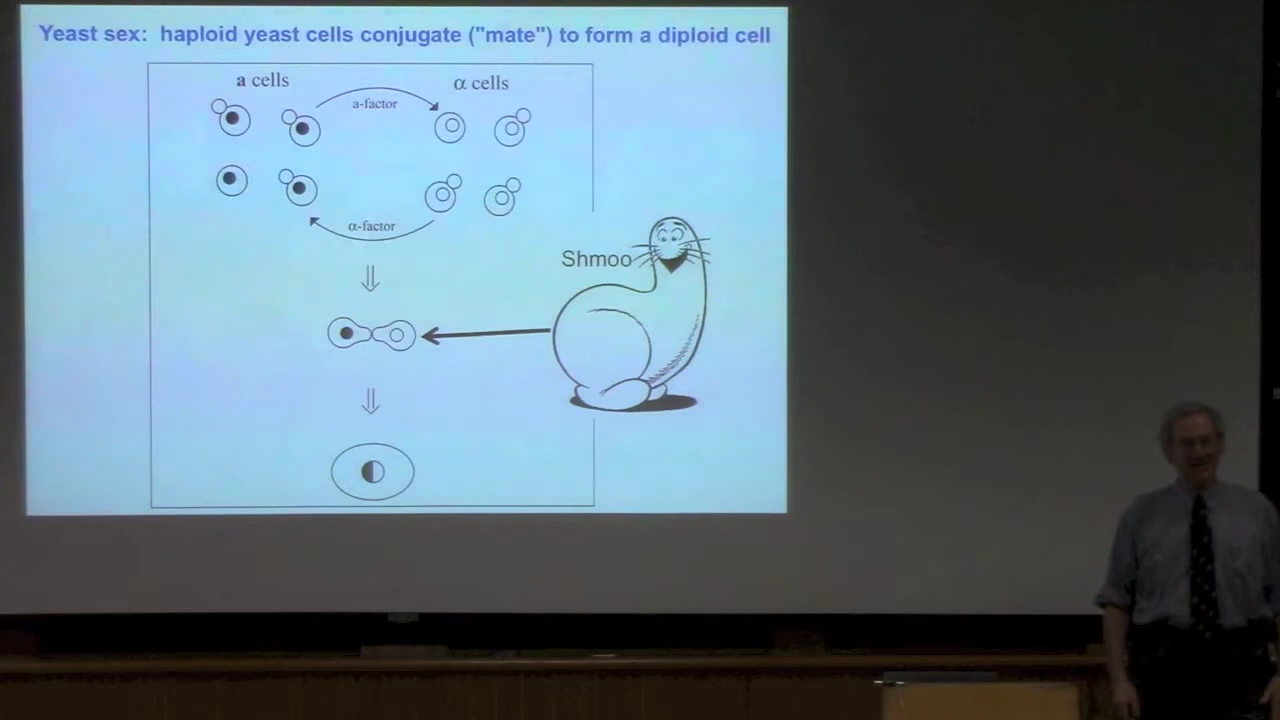 Yeast sex: haploid yeast cells conjugate ("mate") to form a diploid cell
a cells
α cells
a-factor
α-factor
Shmoo